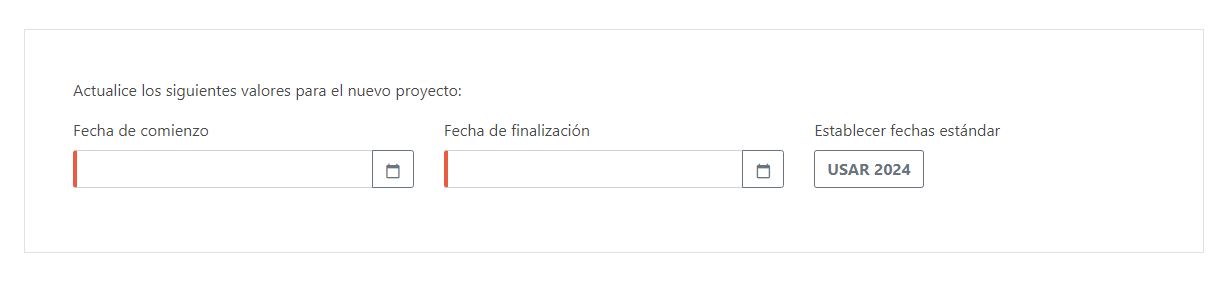 Actualice los siguientes valores para el nuevo proyecto:
Fecha de comienzo
Fecha de finalización
Establecer fechas estándar
USAR 2024